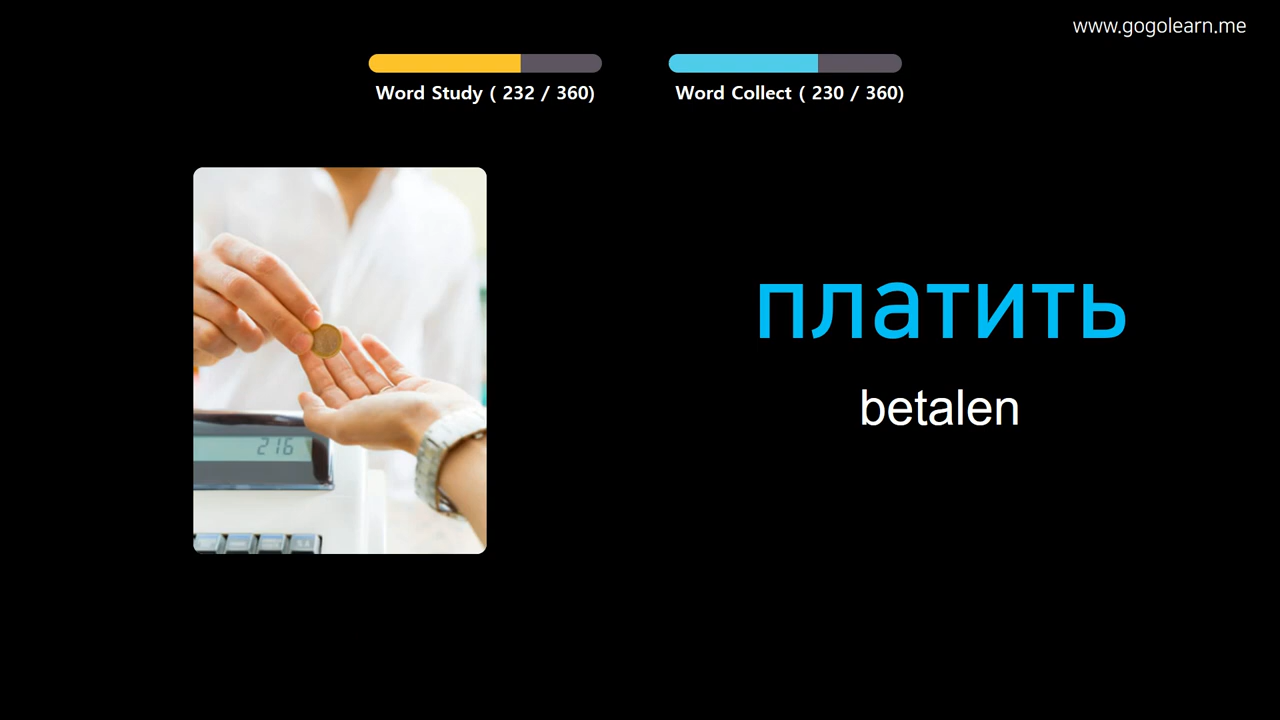 www.gogolearn.me
Word Study ( 232 / 360)
Word Collect ( 230 / 360)
платить
betalen
216